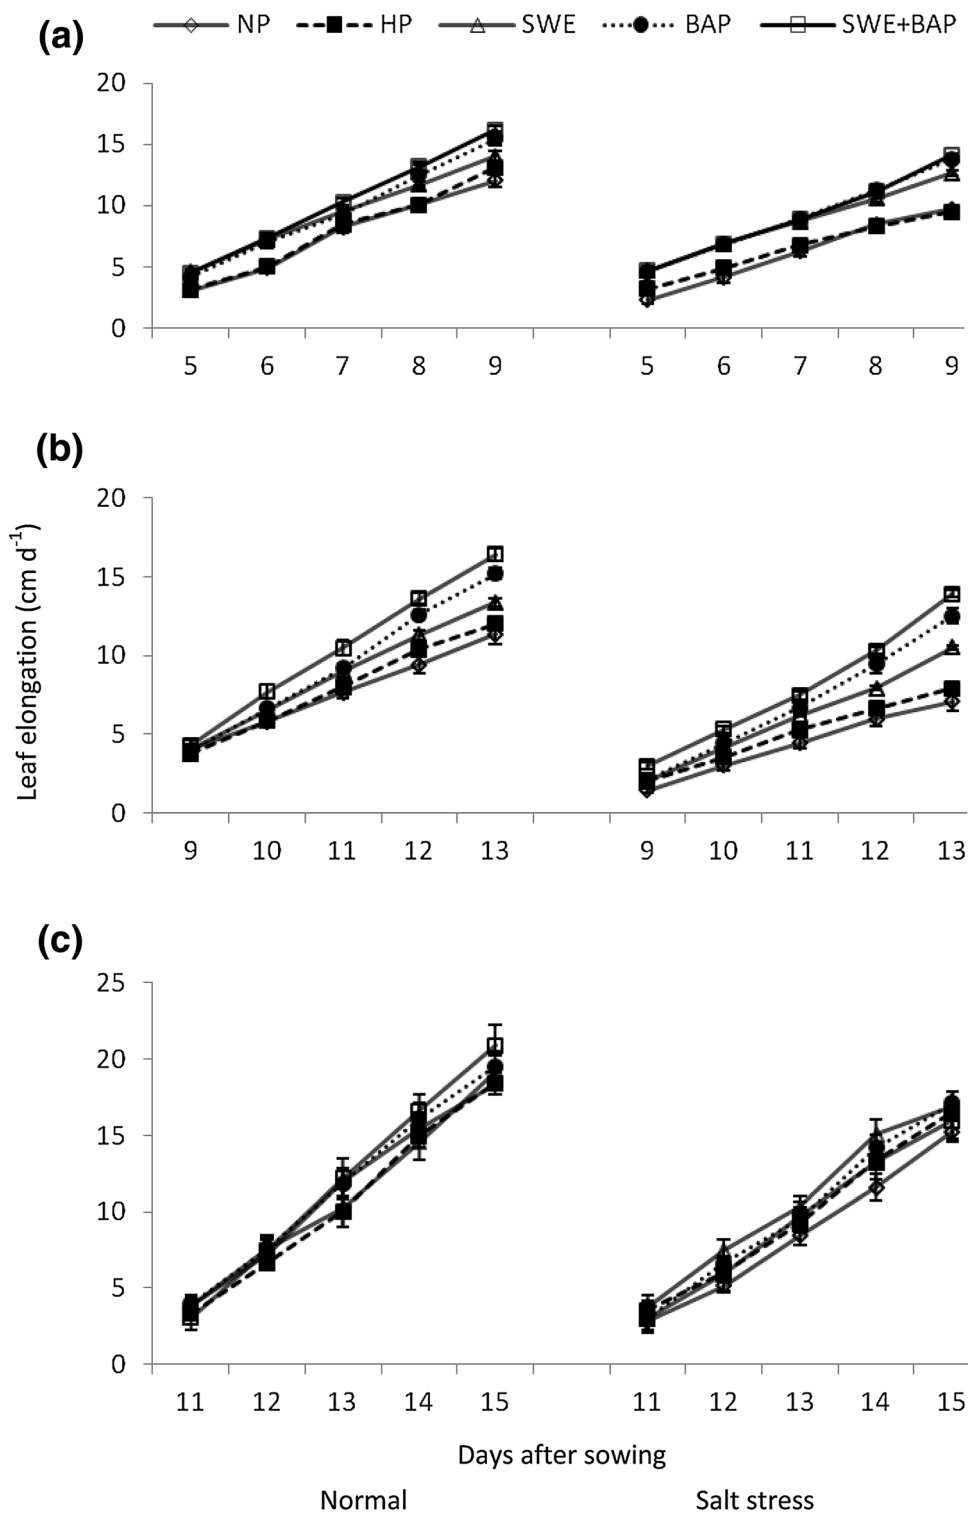 (a) NP HP SWE BAP SWE+BAP
20
15
10
5
0
5 6 7 8 9 5 6 7 8 9
(b)
20
15
10
5
0
9 10 11 12 13 9 10 11 12 13
Leaf elongation (cm d-1)
(c)
25
20
15
10
5
0
11 12 13 14 15 11 12 13 14 15
Days after sowing
Normal Salt stress